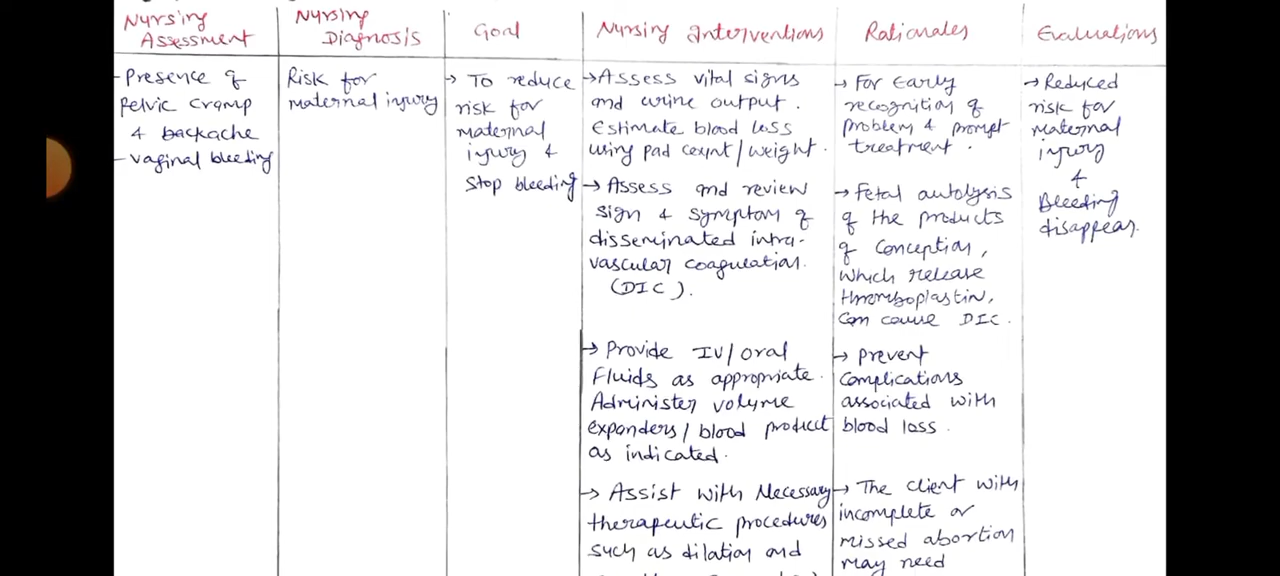 Nursing Assessment
Nursing Diagnosis
Goal
Nursing Interventions
Rationales
Evaluations
- Presence of
Pelvic Cramp
& backache
- Vaginal bleeding
Risk for
maternal injury
→ To reduce
risk for
maternal
injury &
Stop bleeding
→ Assess vital signs
and urine output.
Estimate blood loss
using pad count/weight.
→ Assess and review
sign & symptom of
disseminated intra-
vascular coagulation.
(DIC).
→ Provide IV/oral
Fluids as appropriate.
Administer volume
expanders/blood product
as indicated.
→ Assist with Necessary
therapeutic procedures
such as dilation and
→ For Early
recognition of
problem & prompt
treatment.
→ Fetal autolysis
of the products
of conception,
which release
thromboplastin,
can cause DIC.
→ Prevent
complications
associated with
blood loss.
→ The client with
incomplete or
missed abortion
may need
→ Reduced
risk for
maternal
injury
&
Bleeding
disappear.